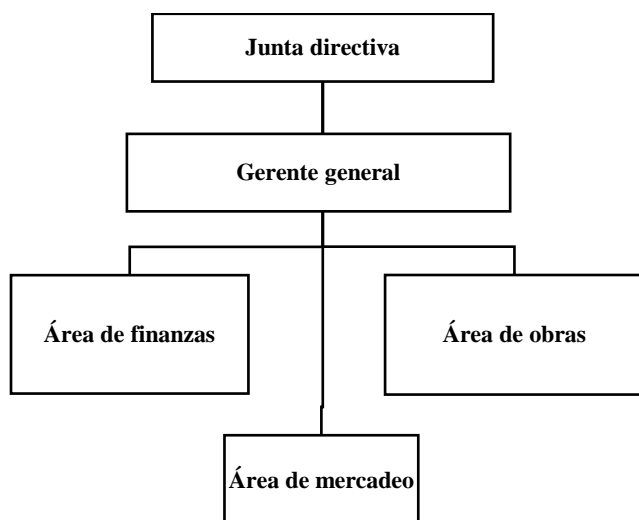 Junta directiva
Gerente general
Área de finanzas
Área de obras
Área de mercadeo